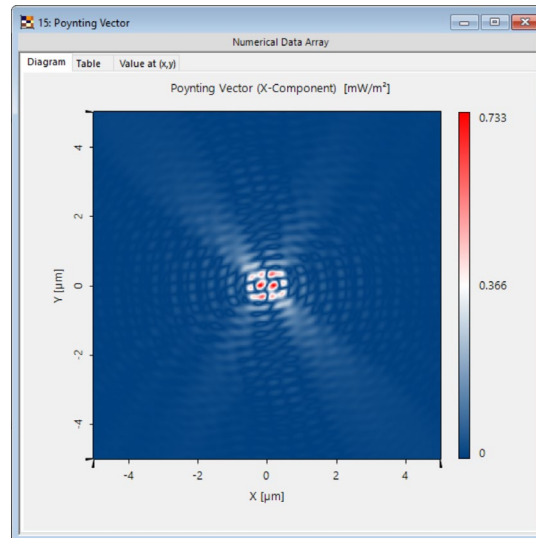 15: Poynting Vector
Numerical Data Array
Diagram Table Value at (x,y)
Poynting Vector (X-Component) [mW/m²]
0.733
0.366
0
Y [µm]
4
2
0
-2
-4
-4 -2 0 2 4
X [µm]